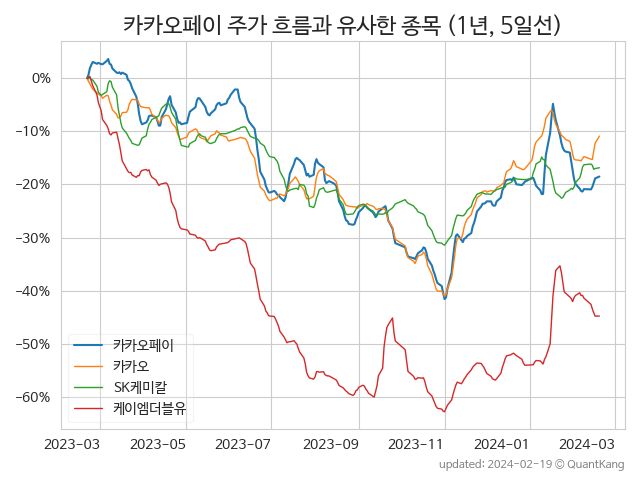 카카오페이 주가 흐름과 유사한 종목 (1년, 5일선)
0%
−10%
−20%
−30%
−40%
−50%
−60%
카카오페이
카카오
SK케미칼
케이엠더블유
2023-03
2023-05
2023-07
2023-09
2023-11
2024-01
2024-03
updated: 2024-02-19 © QuantKang